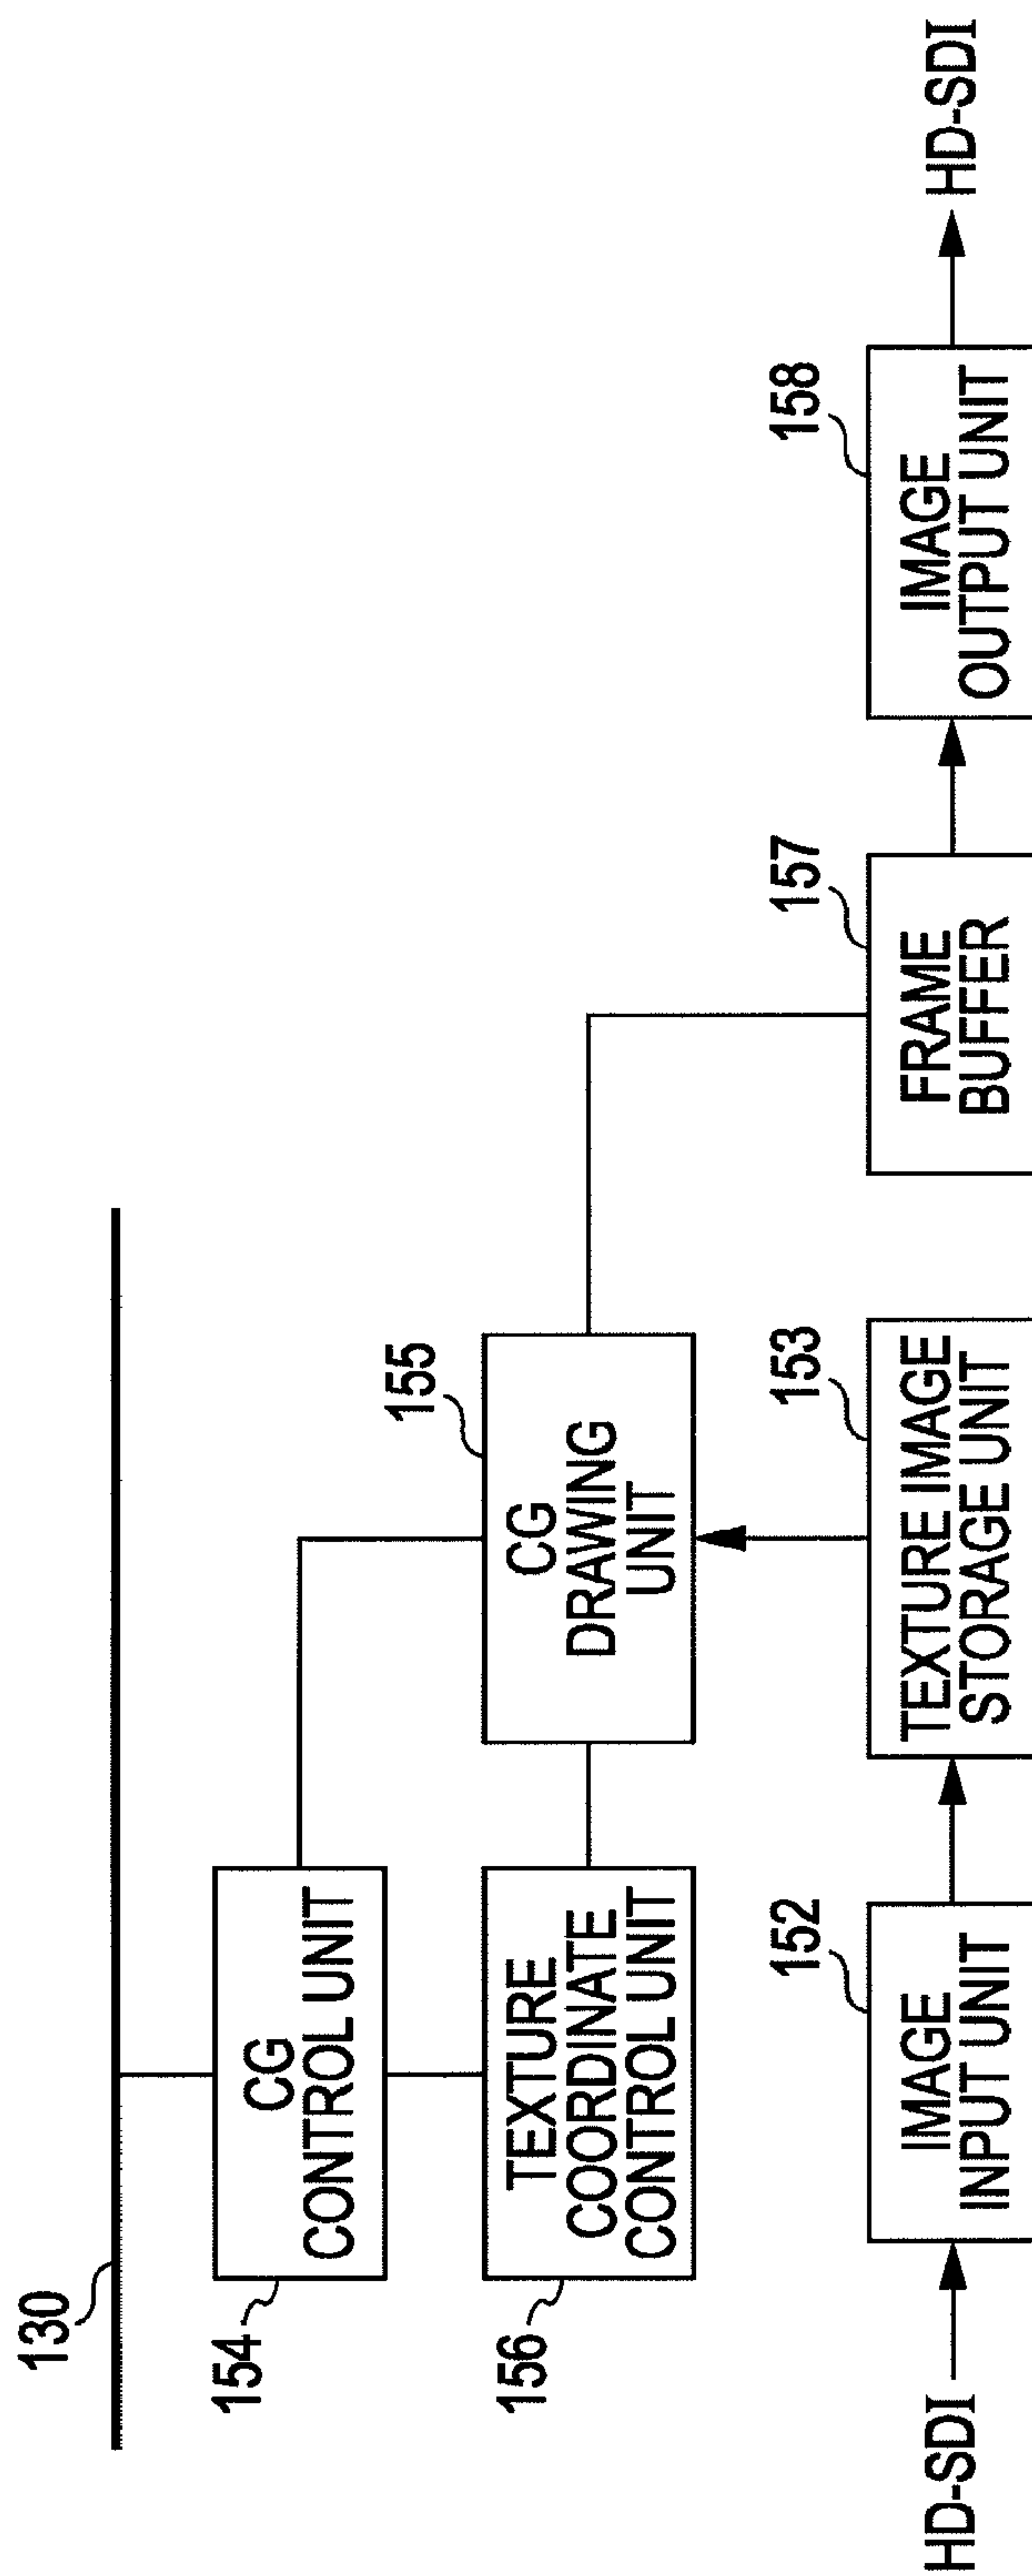 130
154
CG
CONTROL UNIT
156
TEXTURE
COORDINATE
CONTROL UNIT
155
CG
DRAWING
UNIT
HD-SDI
152
IMAGE
INPUT UNIT
153
TEXTURE IMAGE
STORAGE UNIT
157
FRAME
BUFFER
158
IMAGE
OUTPUT UNIT
HD-SDI